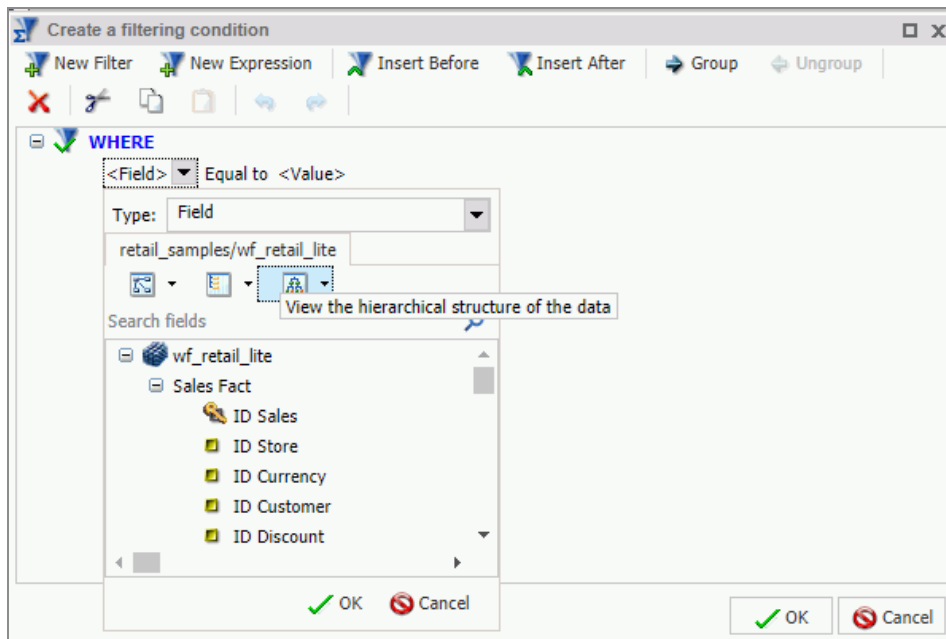 Create a filtering condition
New Filter New Expression Insert Before Insert After Group Ungroup
WHERE
<Field> Equal to <Value>
Type: Field
retail_samples/wf_retail_lite
View the hierarchical structure of the data
Search fields
wf_retail_lite
Sales Fact
ID Sales
ID Store
ID Currency
ID Customer
ID Discount
OK Cancel
OK Cancel